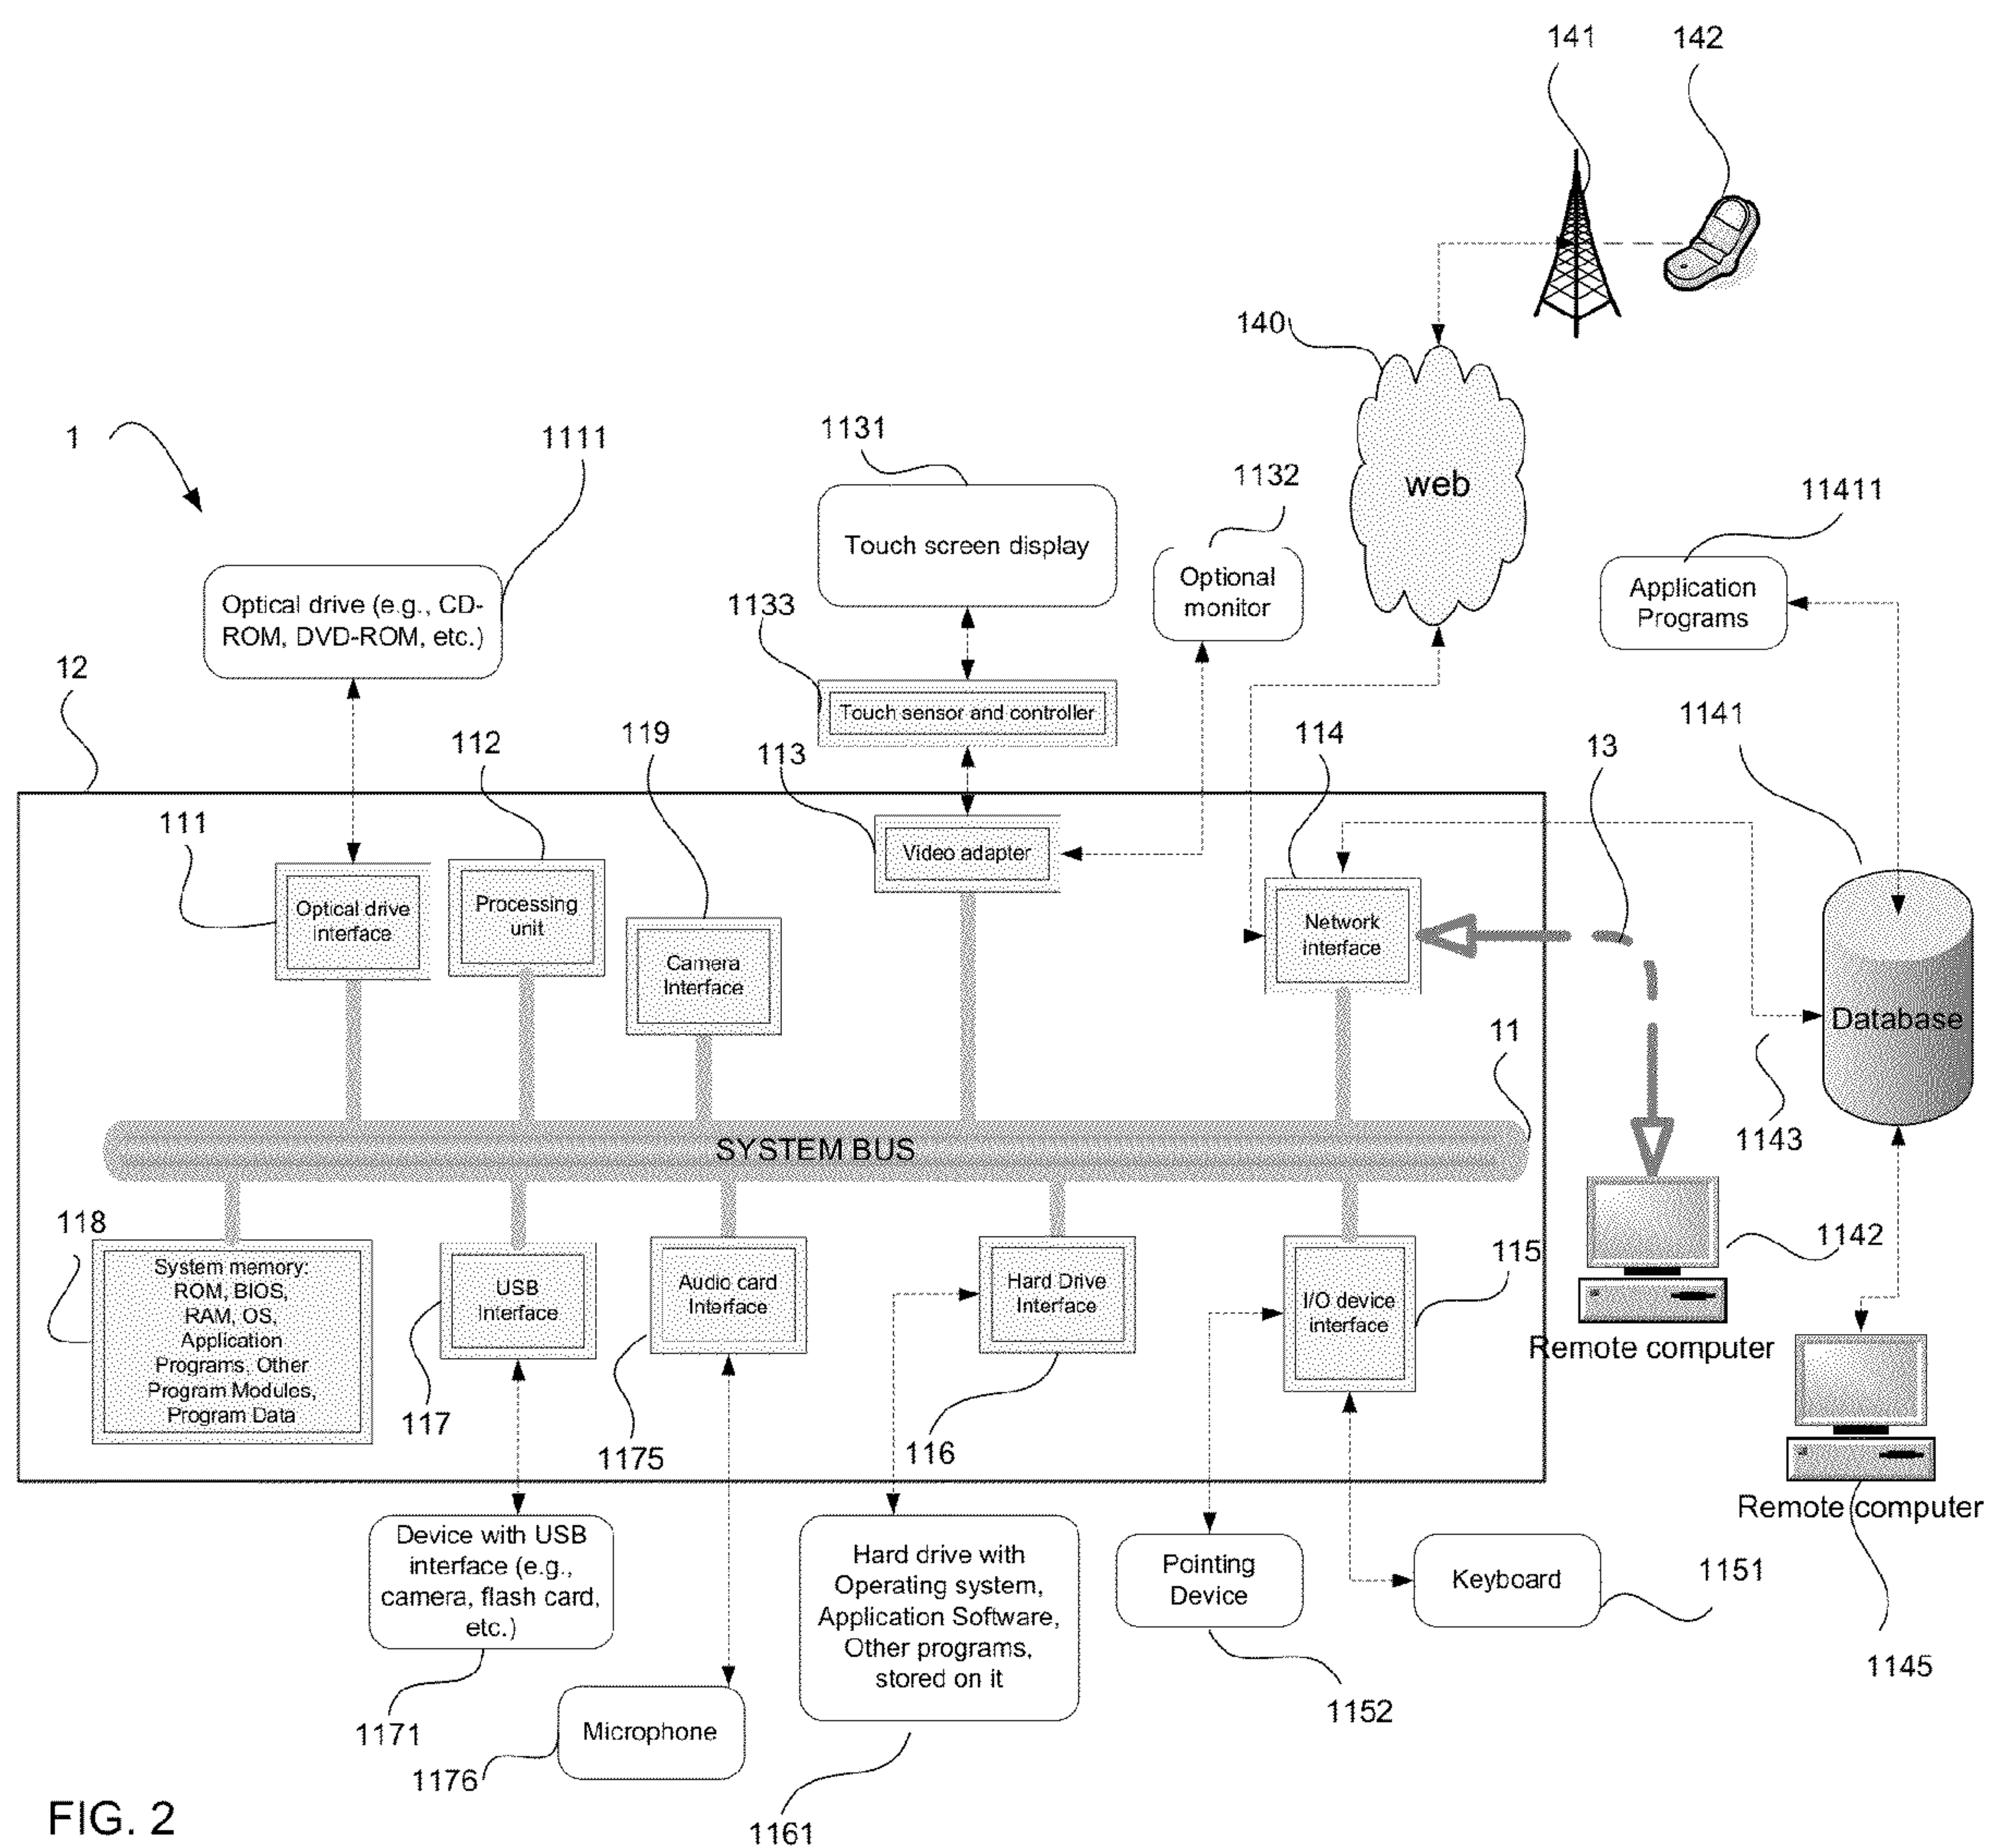 141
142
140
web
1
1111
1131
1132
11411
Touch screen display
Optional
monitor
Application
Programs
Optical drive (e.g., CD-
ROM, DVD-ROM, etc.)
1133
Touch sensor and controller
12
112
119
113
114
13
1141
111
Optical drive
interface
Processing
unit
Camera
Interface
Video adapter
Network
interface
Database
11
1143
SYSTEM BUS
118
System memory:
ROM, BIOS,
RAM, OS,
Application
Programs, Other
Program Modules,
Program Data
USB
Interface
Audio card
Interface
Hard Drive
Interface
I/O device
interface
115
1142
Remote computer
117
1175
116
Remote computer
Device with USB
interface (e.g.,
camera, flash card,
etc.)
Hard drive with
Operating system,
Application Software,
Other programs,
stored on it
Pointing
Device
Keyboard
1151
1145
1171
Microphone
1176
1152
1161
FIG. 2